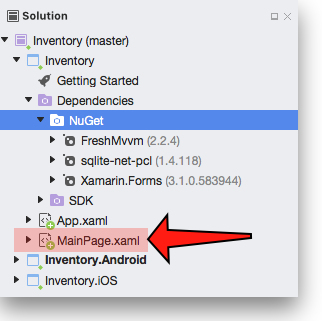 Solution
Inventory (master)
Inventory
Getting Started
Dependencies
NuGet
FreshMvvm (2.2.4)
sqlite-net-pcl (1.4.118)
Xamarin.Forms (3.1.0.583944)
SDK
App.xaml
MainPage.xaml
Inventory.Android
Inventory.iOS